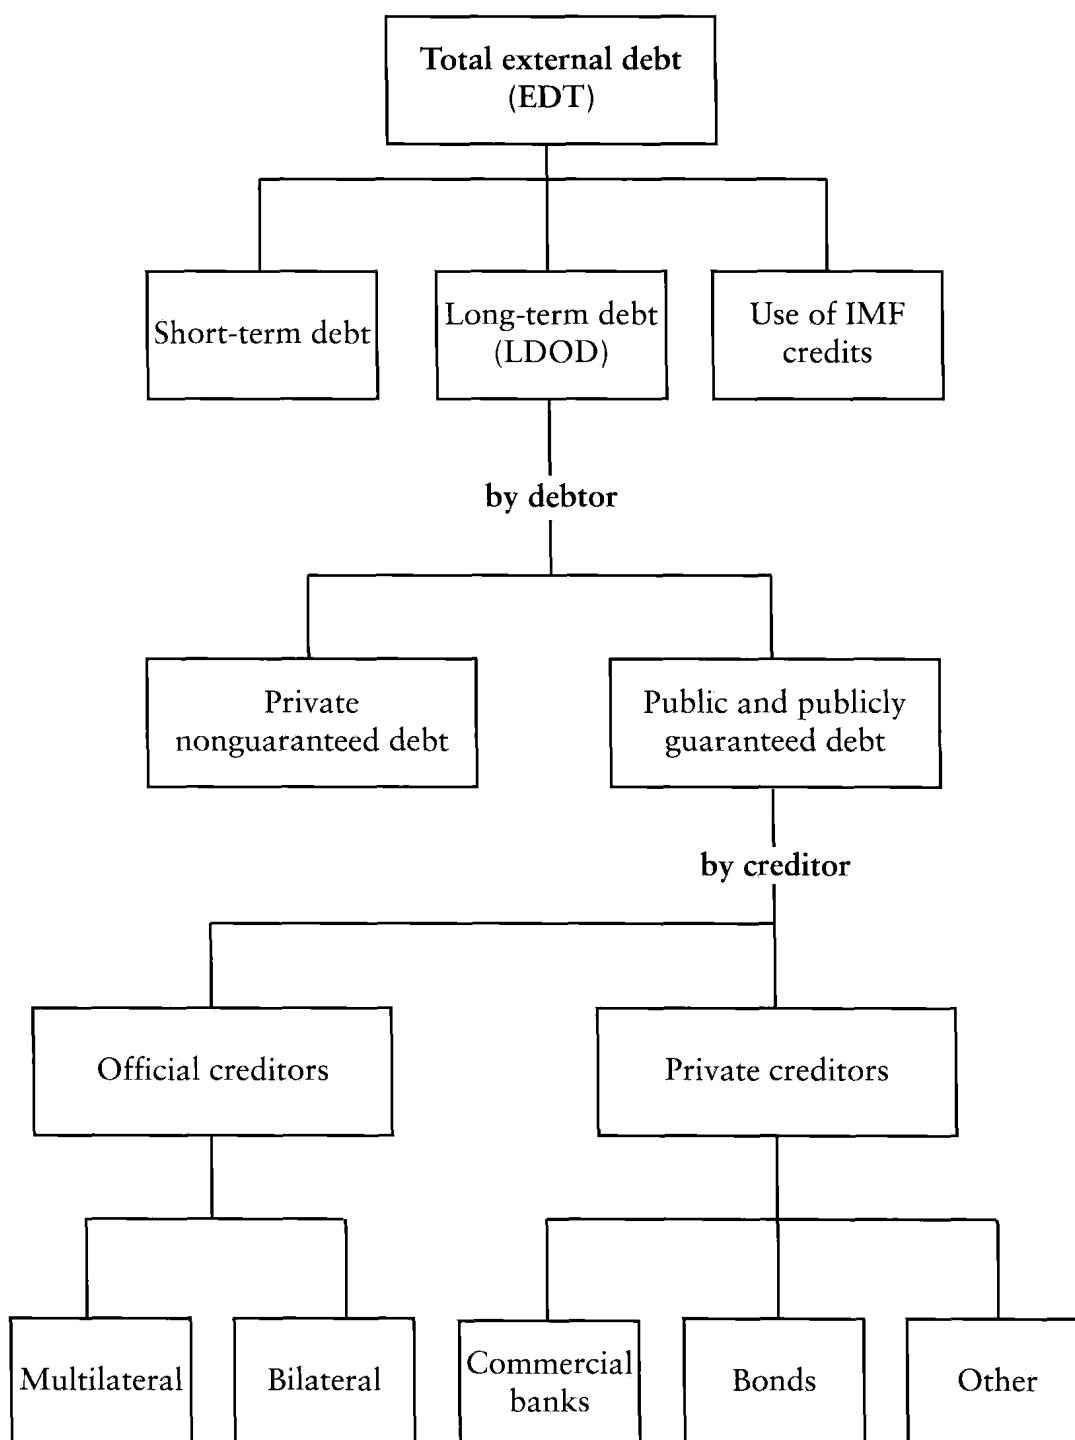 Total external debt
(EDT)
Short-term debt
Long-term debt
(LDOD)
Use of IMF
credits
by debtor
Private
nonguaranteed debt
Public and publicly
guaranteed debt
by creditor
Official creditors
Private creditors
Multilateral
Bilateral
Commercial
banks
Bonds
Other